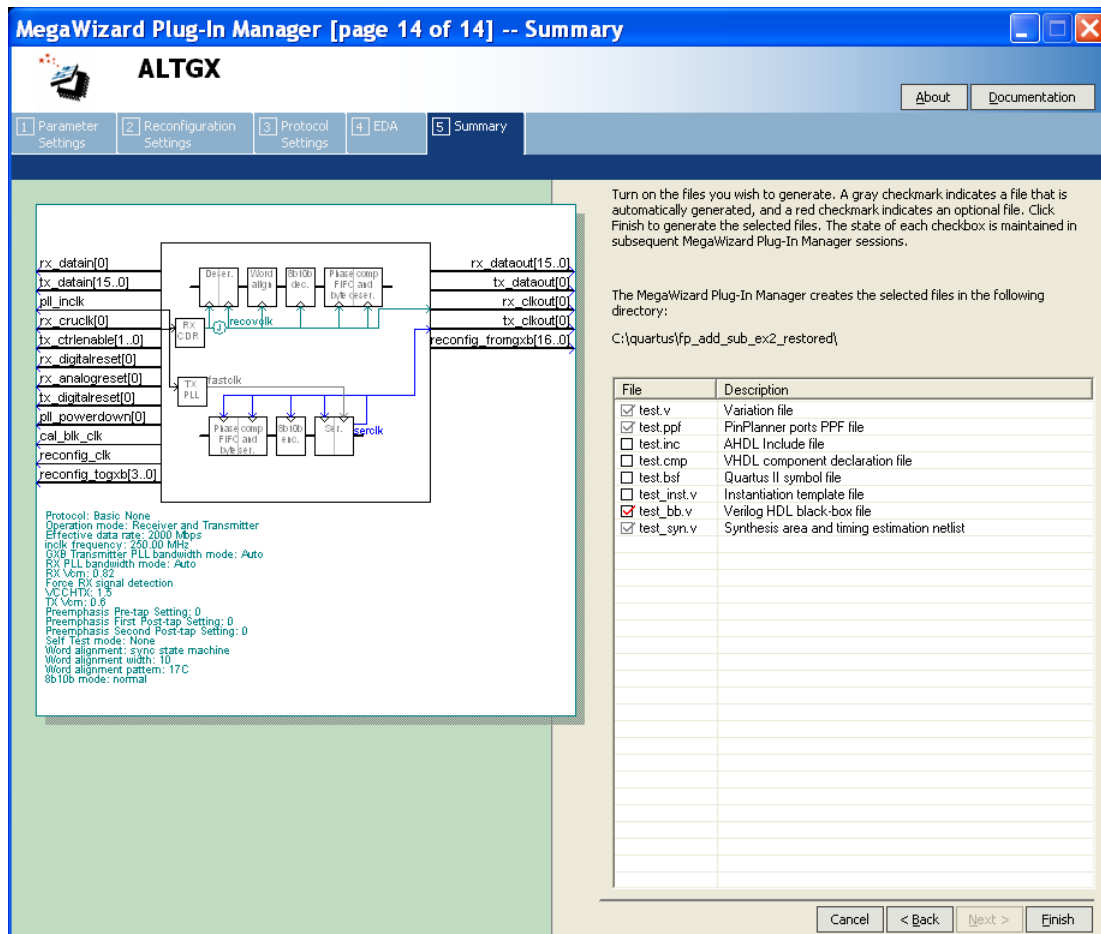 MegaWizard Plug-In Manager [page 14 of 14] -- Summary
ALTGX
About
Documentation
1 Parameter Settings
2 Reconfiguration Settings
3 Protocol Settings
4 EDA
5 Summary
rx_datain[0]
tx_datain[15..0]
pll_inclk
rx_cruclk[0]
tx_ctrlenable[1..0]
rx_digitalreset[0]
rx_analogreset[0]
tx_digitalreset[0]
pll_powerdown[0]
cal_blk_clk
reconfig_clk
reconfig_togxb[3..0]
Deser.
Word align
8b10b dec.
Phase comp FIFO and byte deser.
RX CDR
recovclk
TX PLL
fastclk
Phase comp FIFO and byte ser.
8b10b enc.
Ser.
serclk
rx_dataout[15..0]
tx_dataout[0]
rx_clkout[0]
tx_clkout[0]
reconfig_fromgxb[16..0]
Protocol: Basic None
Operation mode: Receiver and Transmitter
Effective data rate: 2000 Mbps
inclk frequency: 250.00 MHz
GXB Transmitter PLL bandwidth mode: Auto
RX PLL bandwidth mode: Auto
RX Vcm: 0.82
Force RX signal detection
VCCHTX: 1.5
TX Vcm: 0.6
Preemphasis Pre-tap Setting: 0
Preemphasis First Post-tap Setting: 0
Preemphasis Second Post-tap Setting: 0
Self Test mode: None
Word alignment: sync state machine
Word alignment width: 10
Word alignment pattern: 17C
8b10b mode: normal
Turn on the files you wish to generate. A gray checkmark indicates a file that is
automatically generated, and a red checkmark indicates an optional file. Click
Finish to generate the selected files. The state of each checkbox is maintained in
subsequent MegaWizard Plug-In Manager sessions.
The MegaWizard Plug-In Manager creates the selected files in the following
directory:
C:\quartus\fp_add_sub_ex2_restored\
File Description
test.v Variation file
test.ppf PinPlanner ports PPF file
test.inc AHDL Include file
test.cmp VHDL component declaration file
test.bsf Quartus II symbol file
test_inst.v Instantiation template file
test_bb.v Verilog HDL black-box file
test_syn.v Synthesis area and timing estimation netlist
Cancel
< Back
Next >
Finish